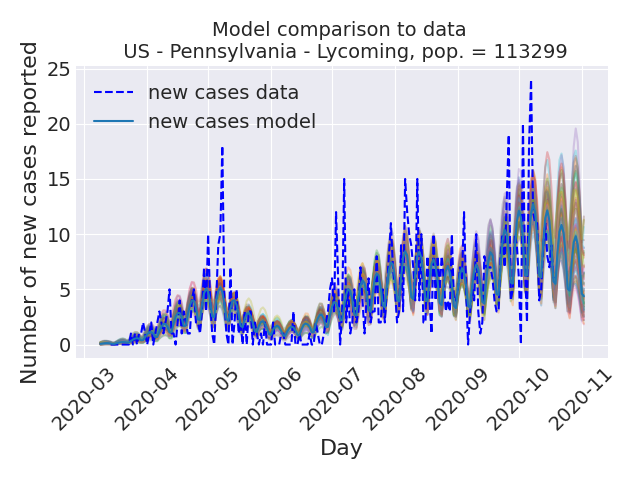 Model comparison to data
US - Pennsylvania - Lycoming, pop. = 113299
Number of new cases reported
25
20
15
10
5
0
new cases data
new cases model
2020-03
2020-04
2020-05
2020-06
2020-07
2020-08
2020-09
2020-10
2020-11
Day